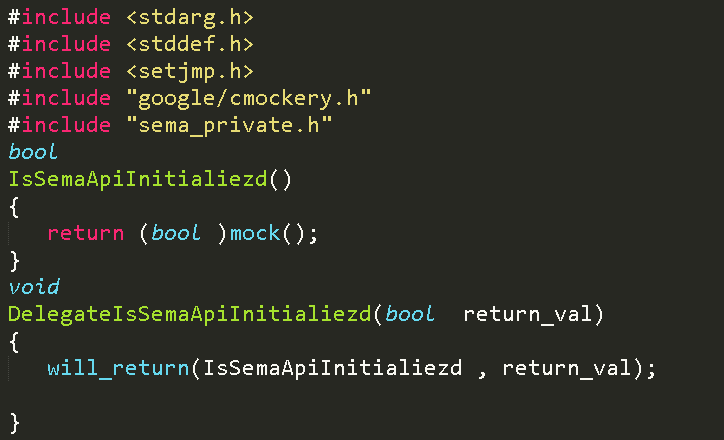 #include <stdarg.h>
#include <stddef.h>
#include <setjmp.h>
#include "google/cmockery.h"
#include "sema_private.h"
bool
IsSemaApiInitialiezd()
{
return (bool )mock();
}
void
DelegateIsSemaApiInitialiezd(bool  return_val)
{
will_return(IsSemaApiInitialiezd , return_val);
}